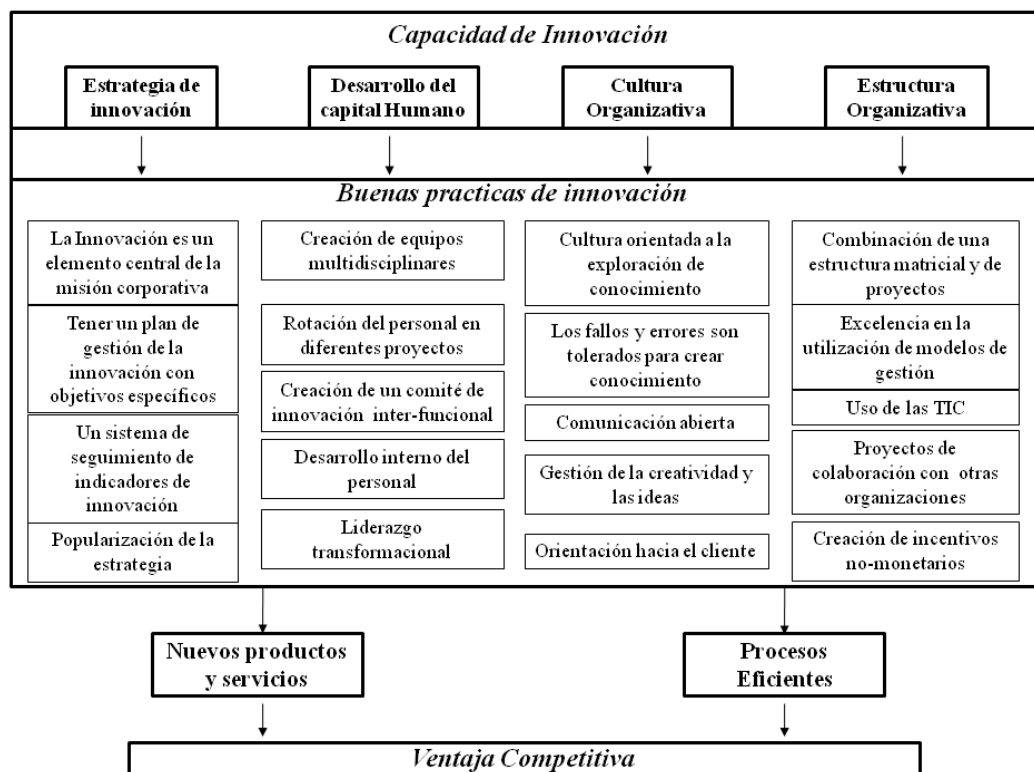 Capacidad de Innovación
Estrategia de
innovación
Desarrollo del
capital Humano
Cultura
Organizativa
Estructura
Organizativa
Buenas practicas de innovación
La Innovación es un
elemento central de la
misión corporativa
Tener un plan de
gestión de la
innovación con
objetivos específicos
Un sistema de
seguimiento de
indicadores de
innovación
Popularización de la
estrategia
Creación de equipos
multidisciplinares
Rotación del personal en
diferentes proyectos
Creación de un comité de
innovación inter-funcional
Desarrollo interno del
personal
Liderazgo
transformacional
Cultura orientada a la
exploración de
conocimiento
Los fallos y errores son
tolerados para crear
conocimiento
Comunicación abierta
Gestión de la creatividad y
las ideas
Orientación hacia el cliente
Combinación de una
estructura matricial y de
proyectos
Excelencia en la
utilización de modelos de
gestión
Uso de las TIC
Proyectos de
colaboración con otras
organizaciones
Creación de incentivos
no-monetarios
Nuevos productos
y servicios
Procesos
Eficientes
Ventaja Competitiva